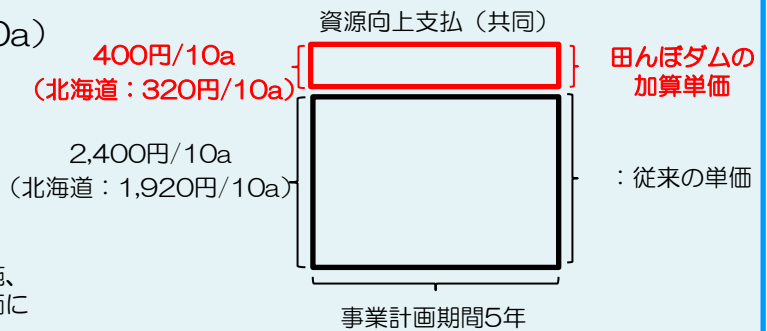 資源向上支払（共同）
0a）
400円/10a
（北海道：320円/10a）
田んぼダムの
加算単価
2,400円/10a
（北海道：1,920円/10a）
：従来の単価
、
面に
事業計画期間5年